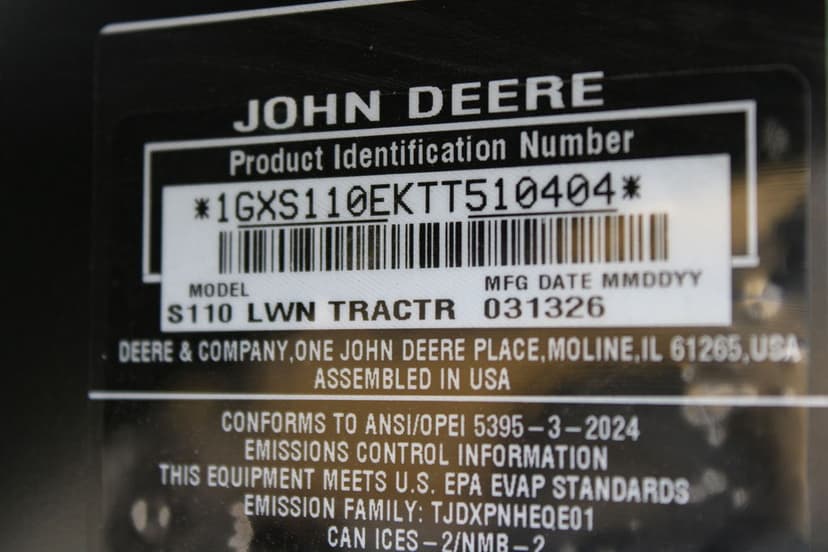 JOHN DEERE
Product Identification Number
*1GXS110EKTT510404*
MODEL MFG DATE MMDDYY
S110 LWN TRACTR 031326
DEERE & COMPANY,ONE JOHN DEERE PLACE,MOLINE,IL 61265,USA
ASSEMBLED IN USA
CONFORMS TO ANSI/OPEI 5395-3-2024
EMISSIONS CONTROL INFORMATION
THIS EQUIPMENT MEETS U.S. EPA EVAP STANDARDS
EMISSION FAMILY: TJDXPNHEQE01
CAN ICES-2/NMB-2